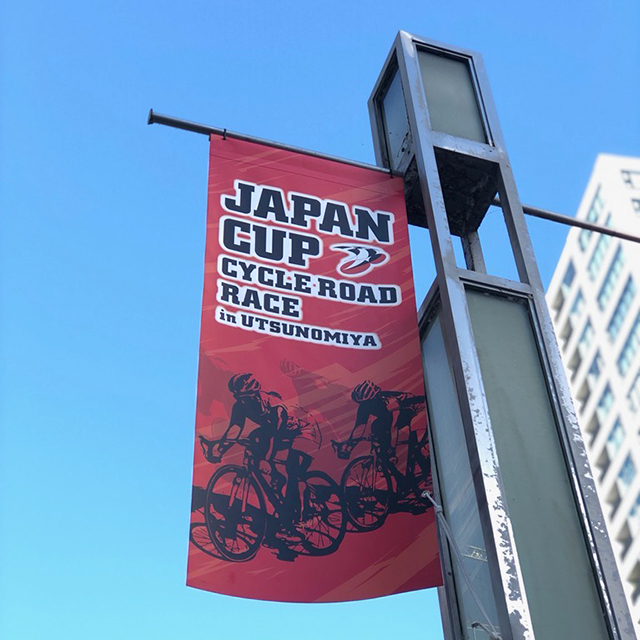 JAPAN
CUP
CYCLE ROAD
RACE
in UTSUNOMIYA